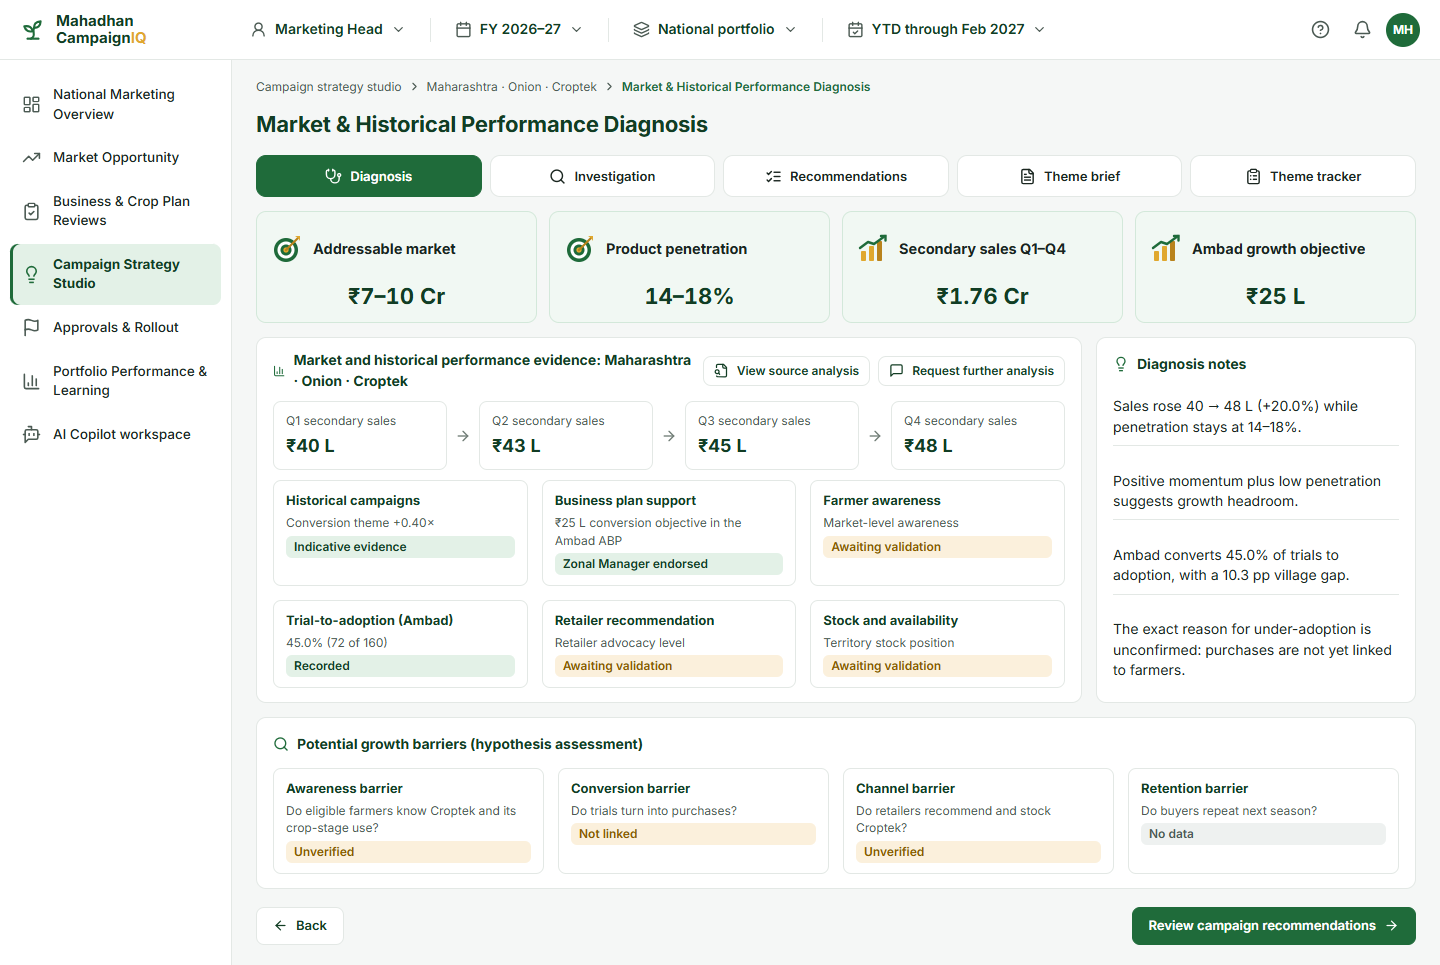 Mahadhan
CampaignIQ
Marketing Head
FY 2026–27
National portfolio
YTD through Feb 2027
MH
National Marketing
Overview
Market Opportunity
Business & Crop Plan
Reviews
Campaign Strategy
Studio
Approvals & Rollout
Portfolio Performance &
Learning
AI Copilot workspace
Campaign strategy studio > Maharashtra · Onion · Croptek > Market & Historical Performance Diagnosis
Market & Historical Performance Diagnosis
Diagnosis
Investigation
Recommendations
Theme brief
Theme tracker
Addressable market
₹7–10 Cr
Product penetration
14–18%
Secondary sales Q1–Q4
₹1.76 Cr
Ambad growth objective
₹25 L
Market and historical performance evidence: Maharashtra
· Onion · Croptek
View source analysis
Request further analysis
Q1 secondary sales
₹40 L
Q2 secondary sales
₹43 L
Q3 secondary sales
₹45 L
Q4 secondary sales
₹48 L
Historical campaigns
Conversion theme +0.40×
Indicative evidence
Business plan support
₹25 L conversion objective in the
Ambad ABP
Zonal Manager endorsed
Farmer awareness
Market-level awareness
Awaiting validation
Trial-to-adoption (Ambad)
45.0% (72 of 160)
Recorded
Retailer recommendation
Retailer advocacy level
Awaiting validation
Stock and availability
Territory stock position
Awaiting validation
Diagnosis notes
Sales rose 40 → 48 L (+20.0%) while
penetration stays at 14–18%.
Positive momentum plus low penetration
suggests growth headroom.
Ambad converts 45.0% of trials to
adoption, with a 10.3 pp village gap.
The exact reason for under-adoption is
unconfirmed: purchases are not yet linked
to farmers.
Potential growth barriers (hypothesis assessment)
Awareness barrier
Do eligible farmers know Croptek and its
crop-stage use?
Unverified
Conversion barrier
Do trials turn into purchases?
Not linked
Channel barrier
Do retailers recommend and stock
Croptek?
Unverified
Retention barrier
Do buyers repeat next season?
No data
Back
Review campaign recommendations